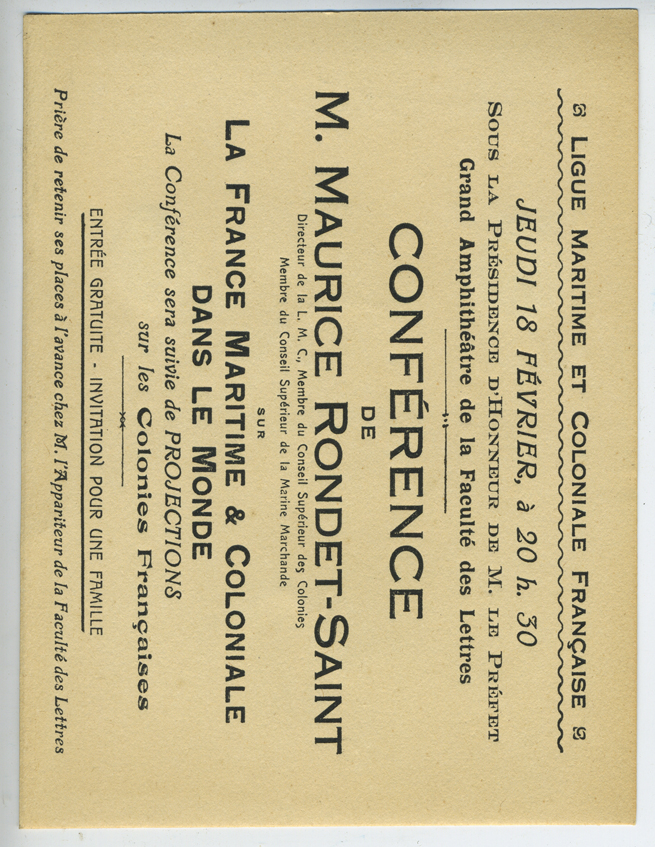 LIGUE MARITIME ET COLONIALE FRANÇAISE
JEUDI 18 FÉVRIER, à 20 h. 30
SOUS LA PRÉSIDENCE D'HONNEUR DE M. LE PRÉFET
Grand Amphithéâtre de la Faculté des Lettres
CONFÉRENCE
DE
M. MAURICE RONDET-SAINT
Directeur de la L. M. C., Membre du Conseil Supérieur des Colonies
Membre du Conseil Supérieur de la Marine Marchande
SUR
LA FRANCE MARITIME & COLONIALE
DANS LE MONDE
La Conférence sera suivie de PROJECTIONS
sur les Colonies Françaises
ENTRÉE GRATUITE - INVITATION POUR UNE FAMILLE
Prière de retenir ses places à l'avance chez M. l'Appariteur de la Faculté des Lettres